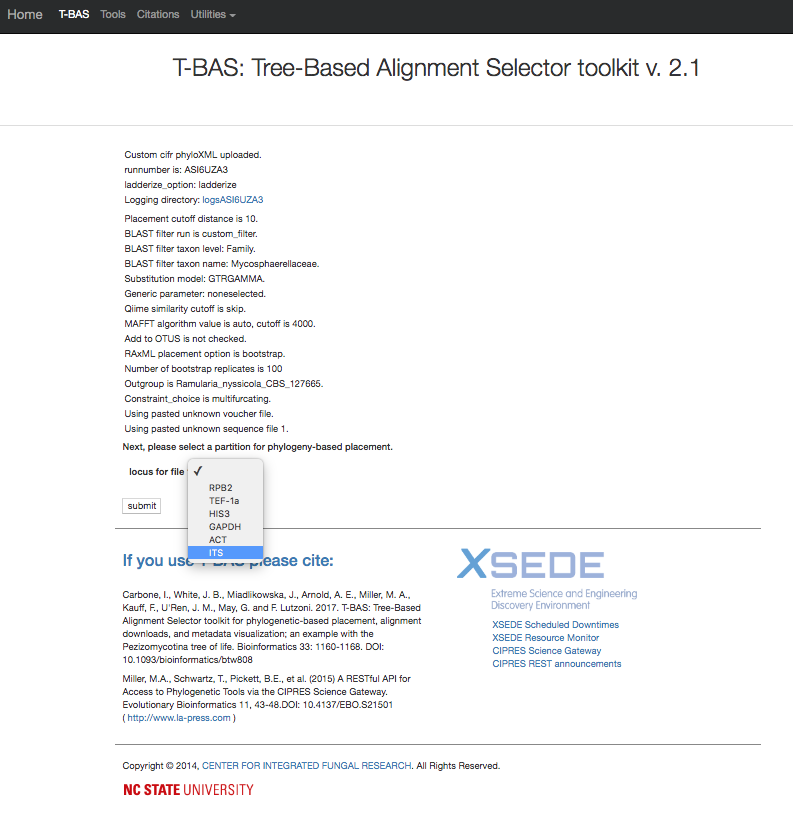 Home T-BAS Tools Citations Utilities
T-BAS: Tree-Based Alignment Selector toolkit v. 2.1
Custom cifr phyloXML uploaded.
runnumber is: ASI6UZA3
ladderize_option: ladderize
Logging directory: logsASI6UZA3
Placement cutoff distance is 10.
BLAST filter run is custom_filter.
BLAST filter taxon level: Family.
BLAST filter taxon name: Mycosphaerellaceae.
Substitution model: GTRGAMMA.
Generic parameter: noneselected.
Qiime similarity cutoff is skip.
MAFFT algorithm value is auto, cutoff is 4000.
Add to OTUS is not checked.
RAxML placement option is bootstrap.
Number of bootstrap replicates is 100
Outgroup is Ramularia_nyssicola_CBS_127665.
Constraint_choice is multifurcating.
Using pasted unknown voucher file.
Using pasted unknown sequence file 1.
Next, please select a partition for phylogeny-based placement.
locus for file ✓
RPB2
TEF-1a
HIS3
GAPDH
ACT
ITS
submit
If you use T-BAS please cite:
Carbone, I., White, J. B., Miadlikowska, J., Arnold, A. E., Miller, M. A.,
Kauff, F., U'Ren, J. M., May, G. and F. Lutzoni. 2017. T-BAS: Tree-Based
Alignment Selector toolkit for phylogenetic-based placement, alignment
downloads, and metadata visualization; an example with the
Pezizomycotina tree of life. Bioinformatics 33: 1160-1168. DOI:
10.1093/bioinformatics/btw808
Miller, M.A., Schwartz, T., Pickett, B.E., et al. (2015) A RESTful API for
Access to Phylogenetic Tools via the CIPRES Science Gateway.
Evolutionary Bioinformatics 11, 43-48.DOI: 10.4137/EBO.S21501
( http://www.la-press.com )
XSEDE
Extreme Science and Engineering
Discovery Environment
XSEDE Scheduled Downtimes
XSEDE Resource Monitor
CIPRES Science Gateway
CIPRES REST announcements
Copyright © 2014, CENTER FOR INTEGRATED FUNGAL RESEARCH. All Rights Reserved.
NC STATE UNIVERSITY